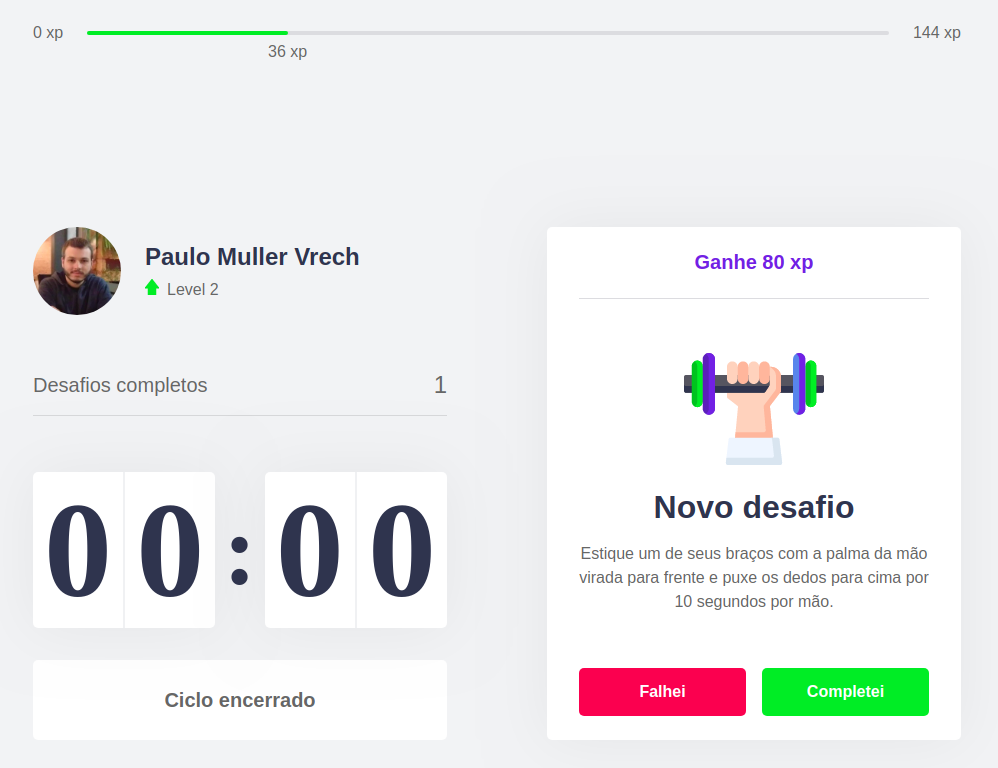 0 xp
144 xp
36 xp
Paulo Muller Vrech
Level 2
Desafios completos 1
00:00
Ciclo encerrado
Ganhe 80 xp
Novo desafio
Estique um de seus braços com a palma da mão
virada para frente e puxe os dedos para cima por
10 segundos por mão.
Falhei
Completei